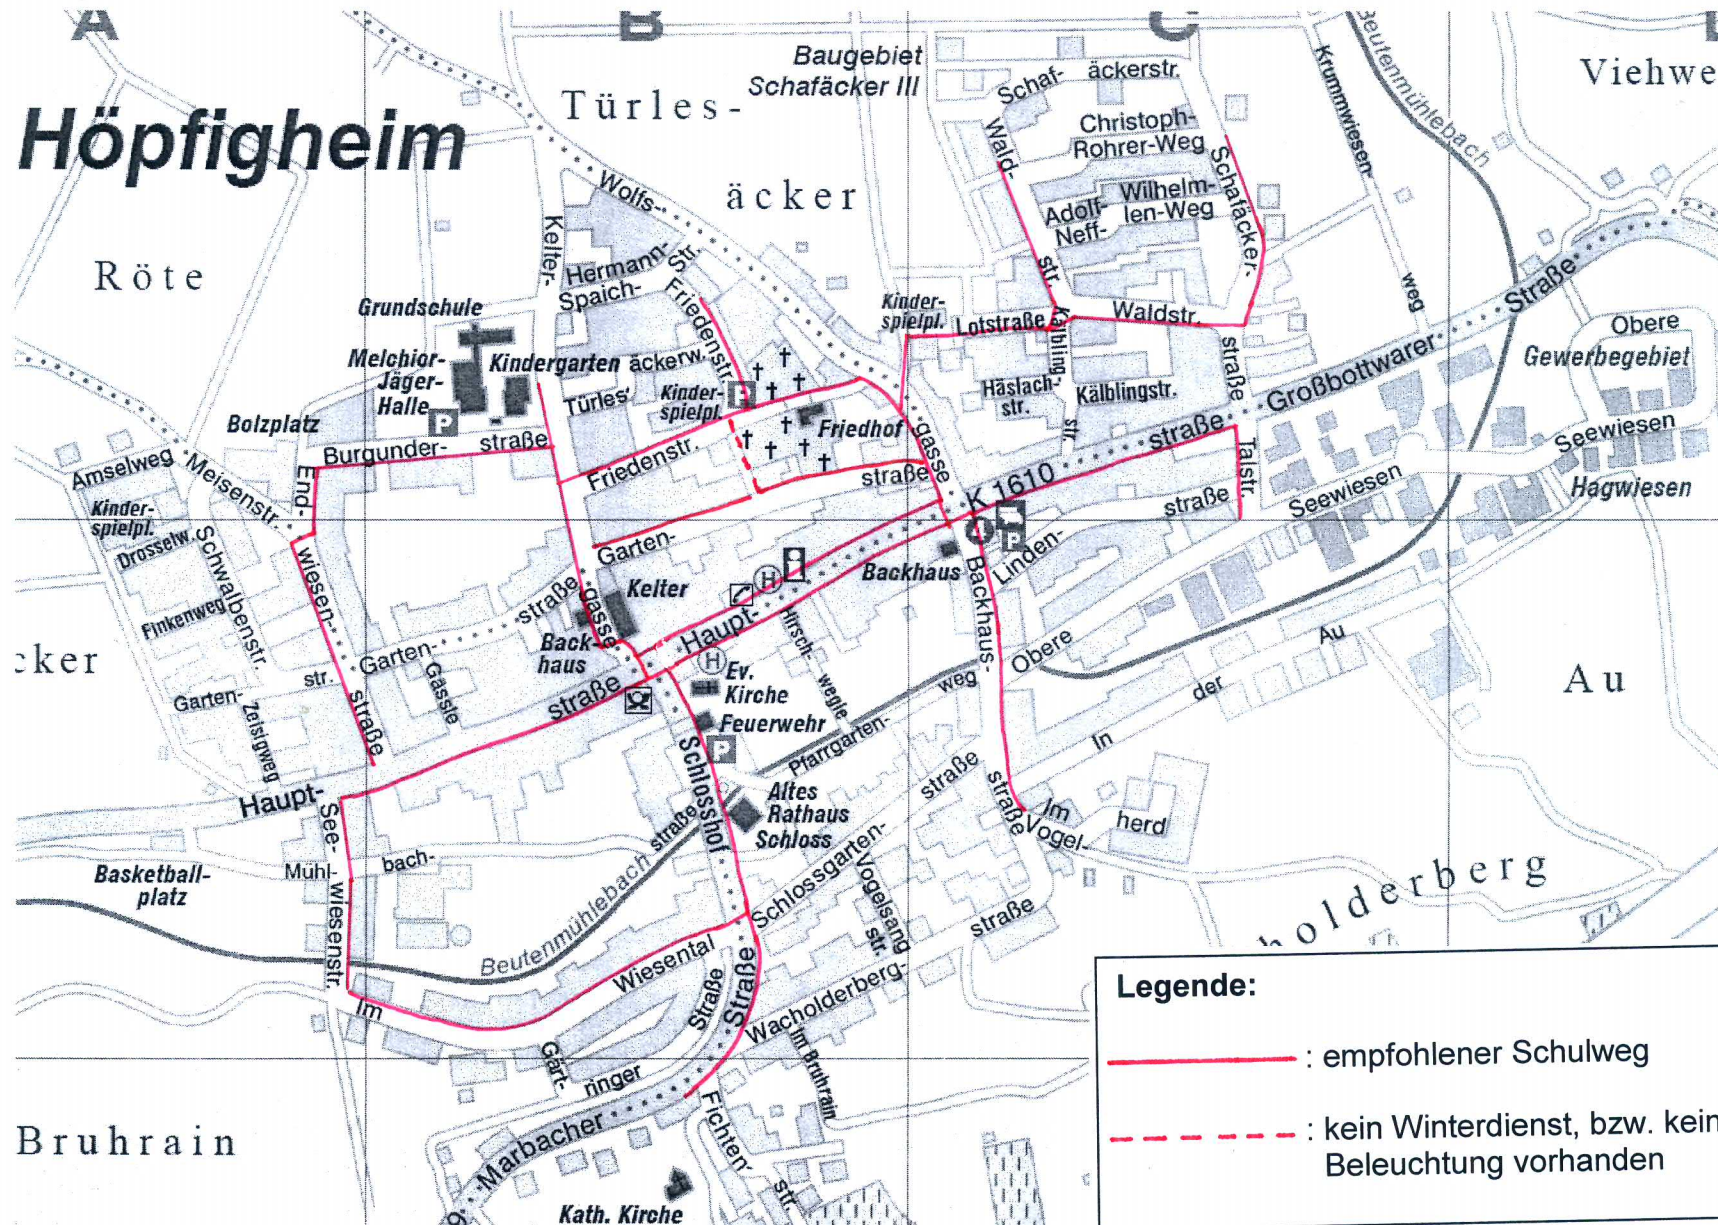 A
B
C
Höpfigheim
Baugebiet
Schafäcker III
Türles-
äcker
Röte
Viehwe
Beutenmühlebach
Krummwiesen-
weg
Schaf-
äckerstr.
Christoph-
Rohrer-Weg
Wald-
str.
Wilhelm-
len-Weg
Adolf-
Neff-
Schafäcker-
straße
Wolfs-
gasse
Kelter-
gasse
Hermann-
Spaich-
Str.
Friedenstr.
Grundschule
Melchior-
Jäger-
Halle
Kindergarten
Türles-
äckerw.
Kinder-
spielpl.
P
P
Friedhof
Kinder-
spielpl.
Lotstraße
Waldstr.
Kälbling-
str.
Häslach-
str.
Kälblingstr.
Großbottwarer
Straße
Obere
Gewerbegebiet
Seewiesen
Seewiesen
Hagwiesen
Bolzplatz
Burgunder-
straße
Friedenstr.
Amselweg
Meisenstr.
End-
wiesen-
straße
Kinder-
spielpl.
Drosselw.
Schwalbenstr.
Finkenweg
Garten-
str.
Zeisigweg
Garten-
straße
Gässle
Garten-
straße
Kelter
Back-
haus
Haupt-
straße
K 1610
Talstr.
Linden-
straße
P
Backhaus
Backhaus-
straße
H
H
Hirsch-
wegle
Ev.
Kirche
Feuerwehr
P
Pfarrgarten-
weg
Obere
In
der
Au
Au
cker
Haupt-
straße
See-
wiesenstr.
Mühl-
bach-
straße
Basketball-
platz
Schlosshof
Altes
Rathaus
Schloss
Schlossgarten-
straße
Im
Vogel-
herd
Beutenmühlebach
Vogelsang
str.
Wacholderberg-
straße
holderberg
Im
Wiesental
Gärt-
ringer
Straße
Marbacher
Straße
Im Bruhrain
Fichten-
str.
Bruhrain
Kath. Kirche
Legende:
: empfohlener Schulweg
: kein Winterdienst, bzw. kein
Beleuchtung vorhanden